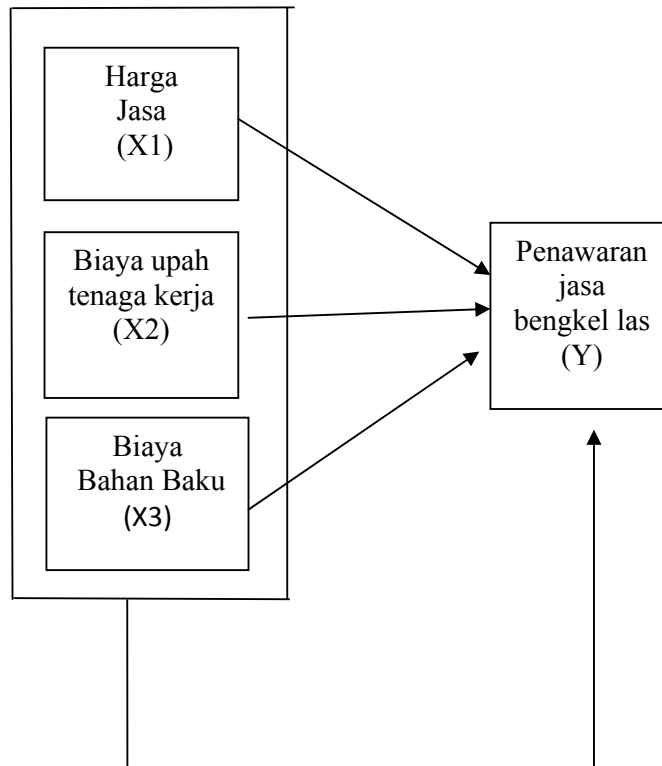 Harga
Jasa
(X1)
Biaya upah
tenaga kerja
(X2)
Biaya
Bahan Baku
(X3)
Penawaran
jasa
bengkel las
(Y)